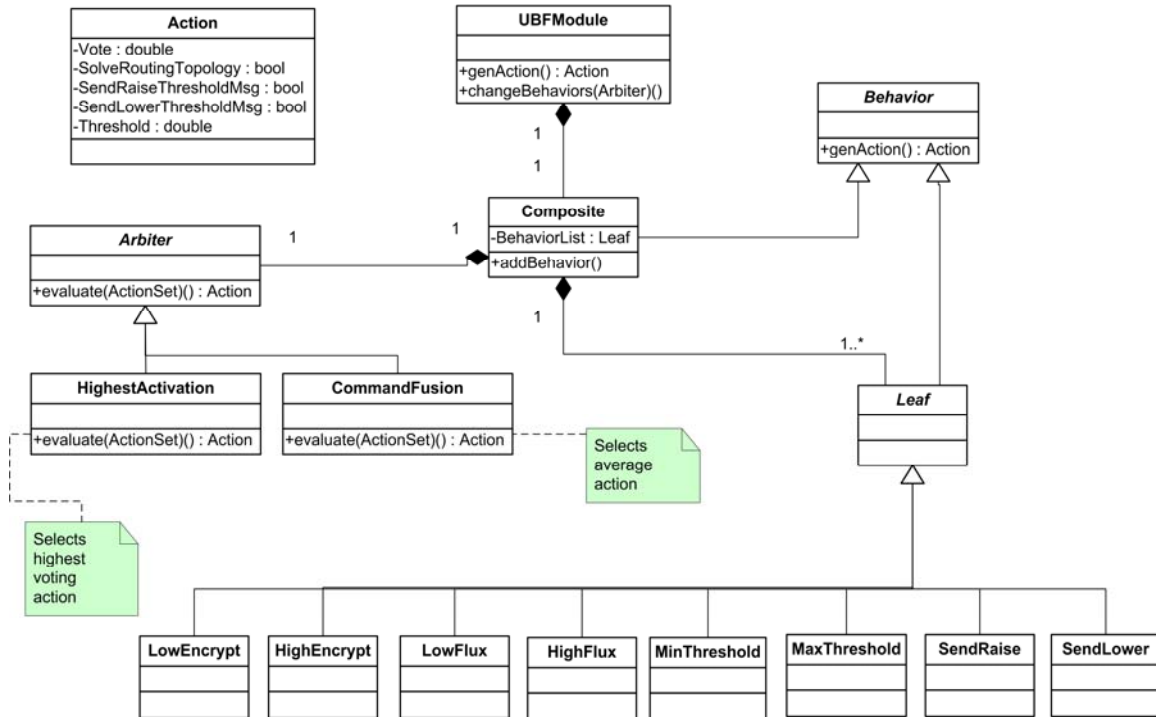 Action
-Vote : double
-SolveRoutingTopology : bool
-SendRaiseThresholdMsg : bool
-SendLowerThresholdMsg : bool
-Threshold : double
UBFModule
+genAction() : Action
+changeBehaviors(Arbiter)()
Behavior
+genAction() : Action
1
1
Composite
-BehaviorList : Leaf
+addBehavior()
1
1
Arbiter
+evaluate(ActionSet)() : Action
1
1..*
HighestActivation
+evaluate(ActionSet)() : Action
CommandFusion
+evaluate(ActionSet)() : Action
Leaf
Selects
average
action
Selects
highest
voting
action
LowEncrypt
HighEncrypt
LowFlux
HighFlux
MinThreshold
MaxThreshold
SendRaise
SendLower